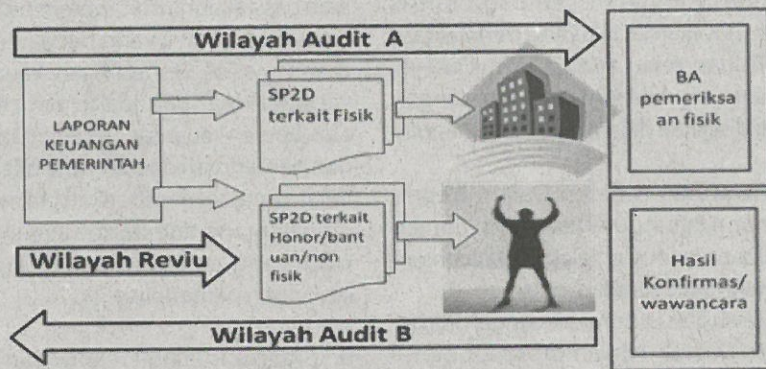 Wilayah Audit A
LAPORAN
KEUANGAN
PEMERINTAH
SP2D
terkait Fisik
BA
pemeriksa
an fisik
SP2D terkait
Honor/bant
uan/non
fisik
Wilayah Reviu
Hasil
Konfirmas/
wawancara
Wilayah Audit B